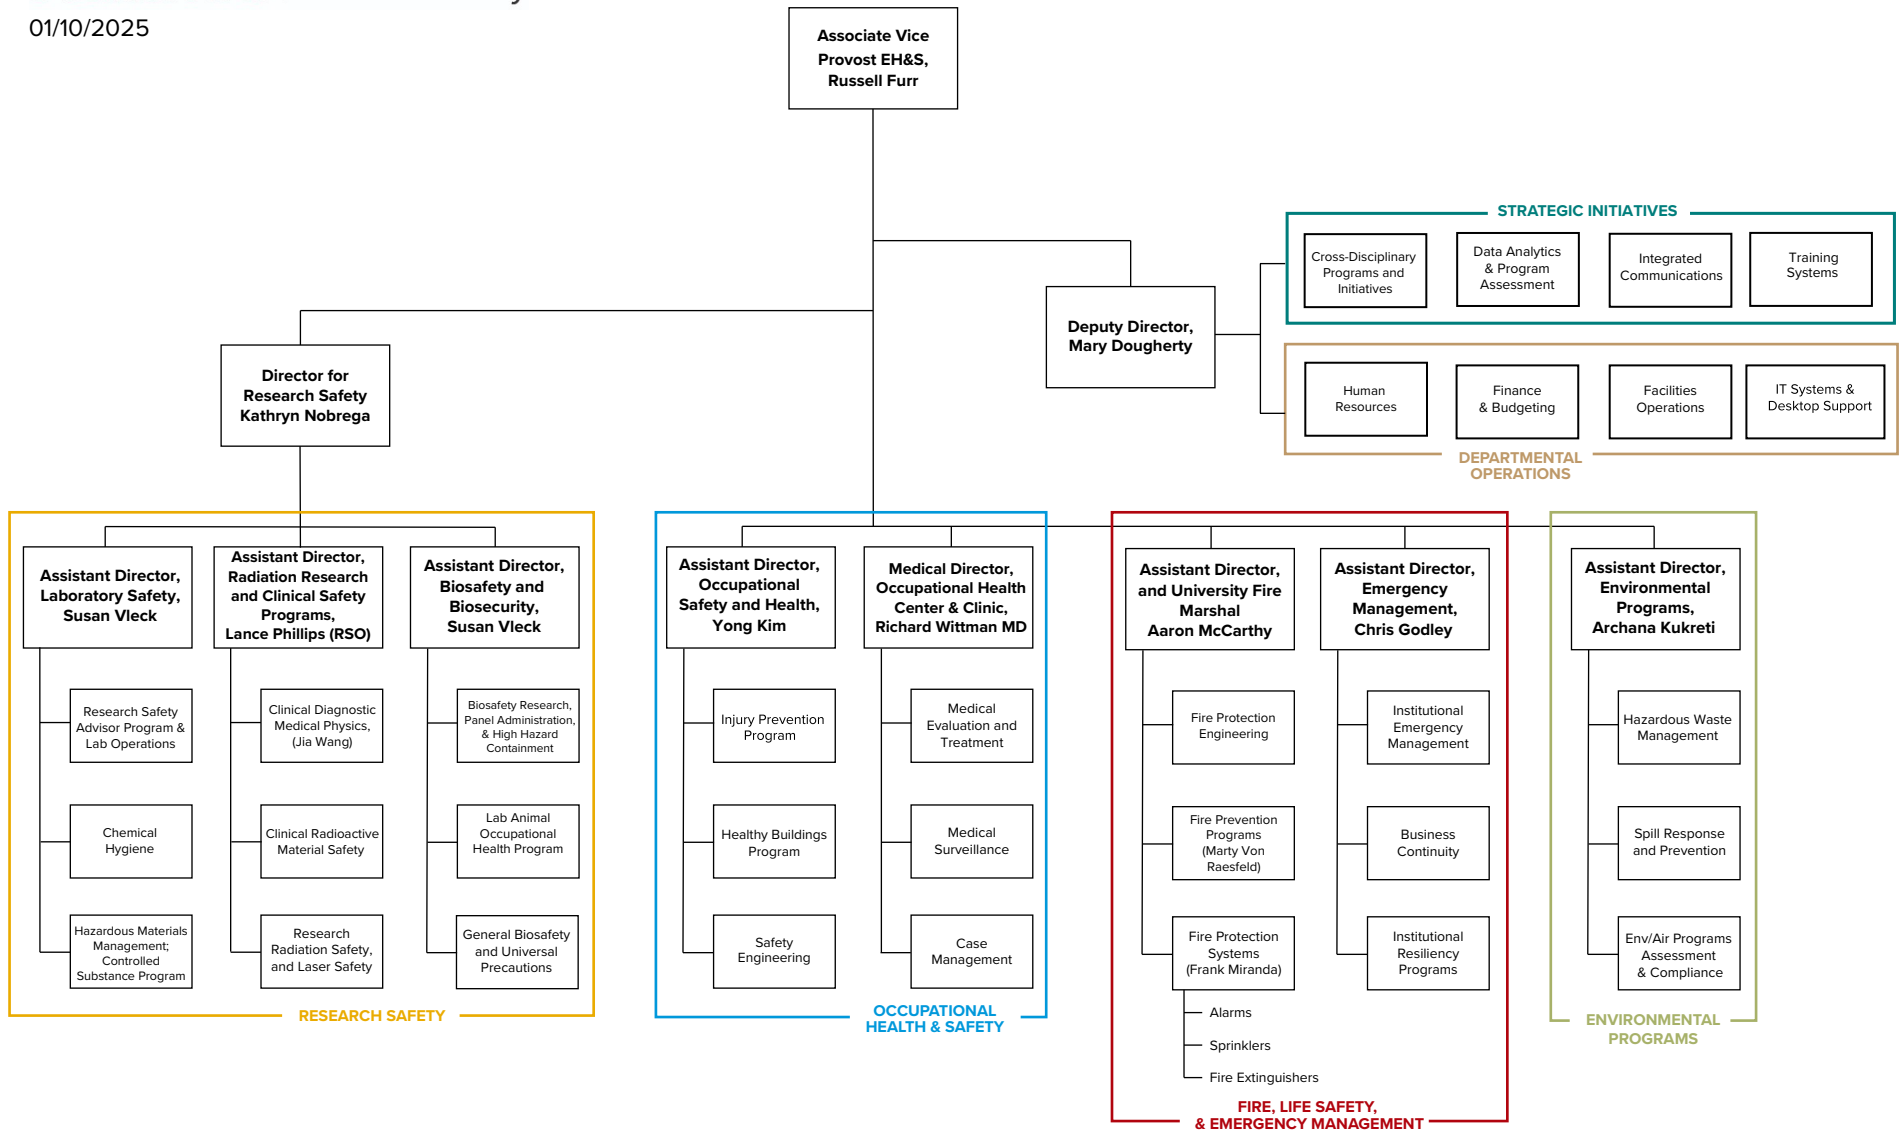 01/10/2025
Associate Vice
Provost EH&S,
Russell Furr
STRATEGIC INITIATIVES
Cross-Disciplinary
Programs and
Initiatives
Data Analytics
& Program
Assessment
Integrated
Communications
Training
Systems
Deputy Director,
Mary Dougherty
Human
Resources
Finance
& Budgeting
Facilities
Operations
IT Systems &
Desktop Support
DEPARTMENTAL
OPERATIONS
Director for
Research Safety
Kathryn Nobrega
Assistant Director,
Laboratory Safety,
Susan Vleck
Research Safety
Advisor Program &
Lab Operations
Chemical
Hygiene
Hazardous Materials
Management;
Controlled
Substance Program
Assistant Director,
Radiation Research
and Clinical Safety
Programs,
Lance Phillips (RSO)
Clinical Diagnostic
Medical Physics,
(Jia Wang)
Clinical Radioactive
Material Safety
Research
Radiation Safety,
and Laser Safety
Assistant Director,
Biosafety and
Biosecurity,
Susan Vleck
Biosafety Research,
Panel Administration,
& High Hazard
Containment
Lab Animal
Occupational
Health Program
General Biosafety
and Universal
Precautions
RESEARCH SAFETY
Assistant Director,
Occupational
Safety and Health,
Yong Kim
Injury Prevention
Program
Healthy Buildings
Program
Safety
Engineering
Medical Director,
Occupational Health
Center & Clinic,
Richard Wittman MD
Medical
Evaluation and
Treatment
Medical
Surveillance
Case
Management
OCCUPATIONAL
HEALTH & SAFETY
Assistant Director,
and University Fire
Marshal
Aaron McCarthy
Fire Protection
Engineering
Fire Prevention
Programs
(Marty Von
Raesfeld)
Fire Protection
Systems
(Frank Miranda)
Alarms
Sprinklers
Fire Extinguishers
Assistant Director,
Emergency
Management,
Chris Godley
Institutional
Emergency
Management
Business
Continuity
Institutional
Resiliency
Programs
FIRE, LIFE SAFETY,
& EMERGENCY MANAGEMENT
Assistant Director,
Environmental
Programs,
Archana Kukreti
Hazardous Waste
Management
Spill Response
and Prevention
Env/Air Programs
Assessment
& Compliance
ENVIRONMENTAL
PROGRAMS